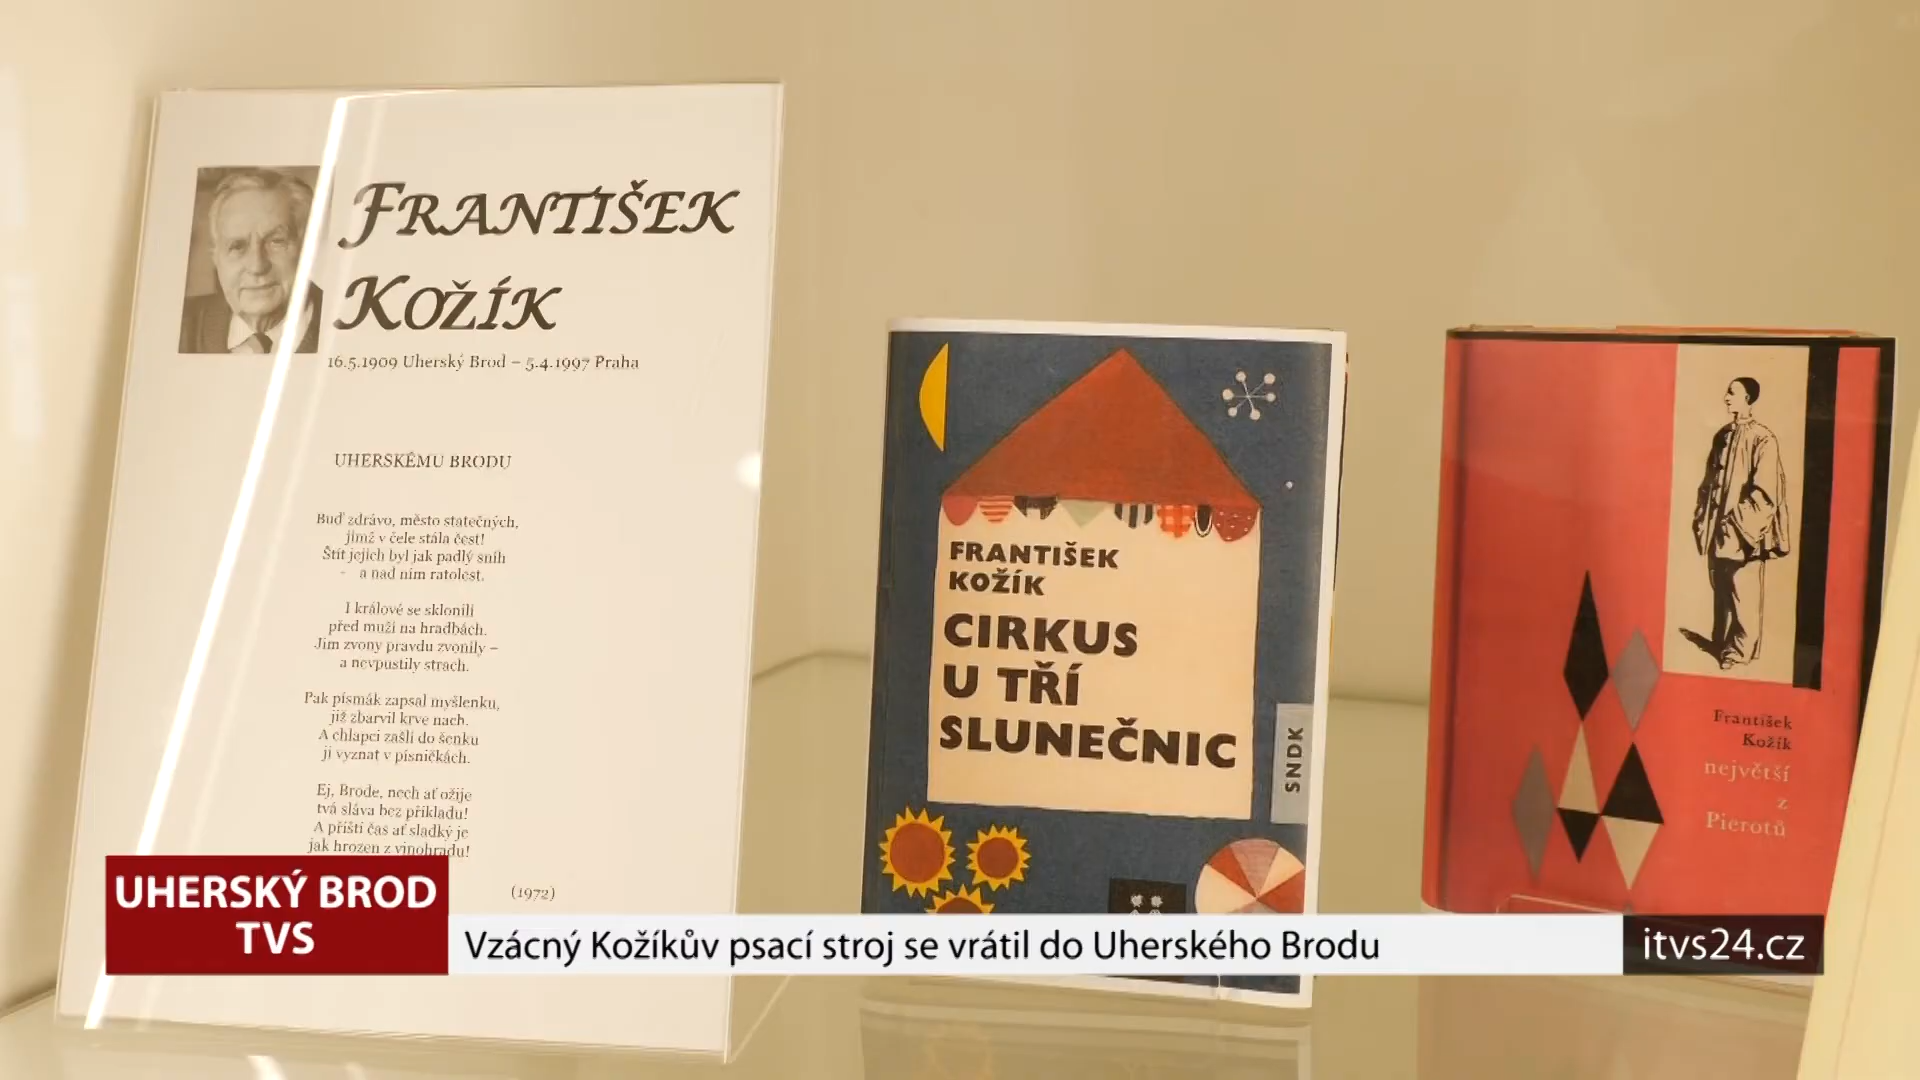 FRANTIŠEK
KOŽÍK
16.5.1909 Uherský Brod – 5.4.1997 Praha
UHERSKÉMU BRODU
Buď zdrávo, město statečných,
jimž v čele stála čest!
Štít jejich byl jak padlý sníh
- a nad ním ratolest.
I králové se sklonili
před muži na hradbách.
Jim zvony pravdu zvonily –
a nevpustily strach.
Pak písmák zapsal myšlenku,
již zbarvil krve nach.
A chlapci zašli do šenku
ji vyznat v písničkách.
Ej, Brode, nech ať ožije
tvá sláva bez příkladu!
A příští čas ať sladký je
jak hrozen z vinohradu!
(1972)
FRANTIŠEK
KOŽÍK
CIRKUS
U TŘÍ
SLUNEČNIC
SNDK
František
Kožík
největší
z
Pierotů
UHERSKÝ BROD
TVS
Vzácný Kožíkův psací stroj se vrátil do Uherského Brodu
itvs24.cz